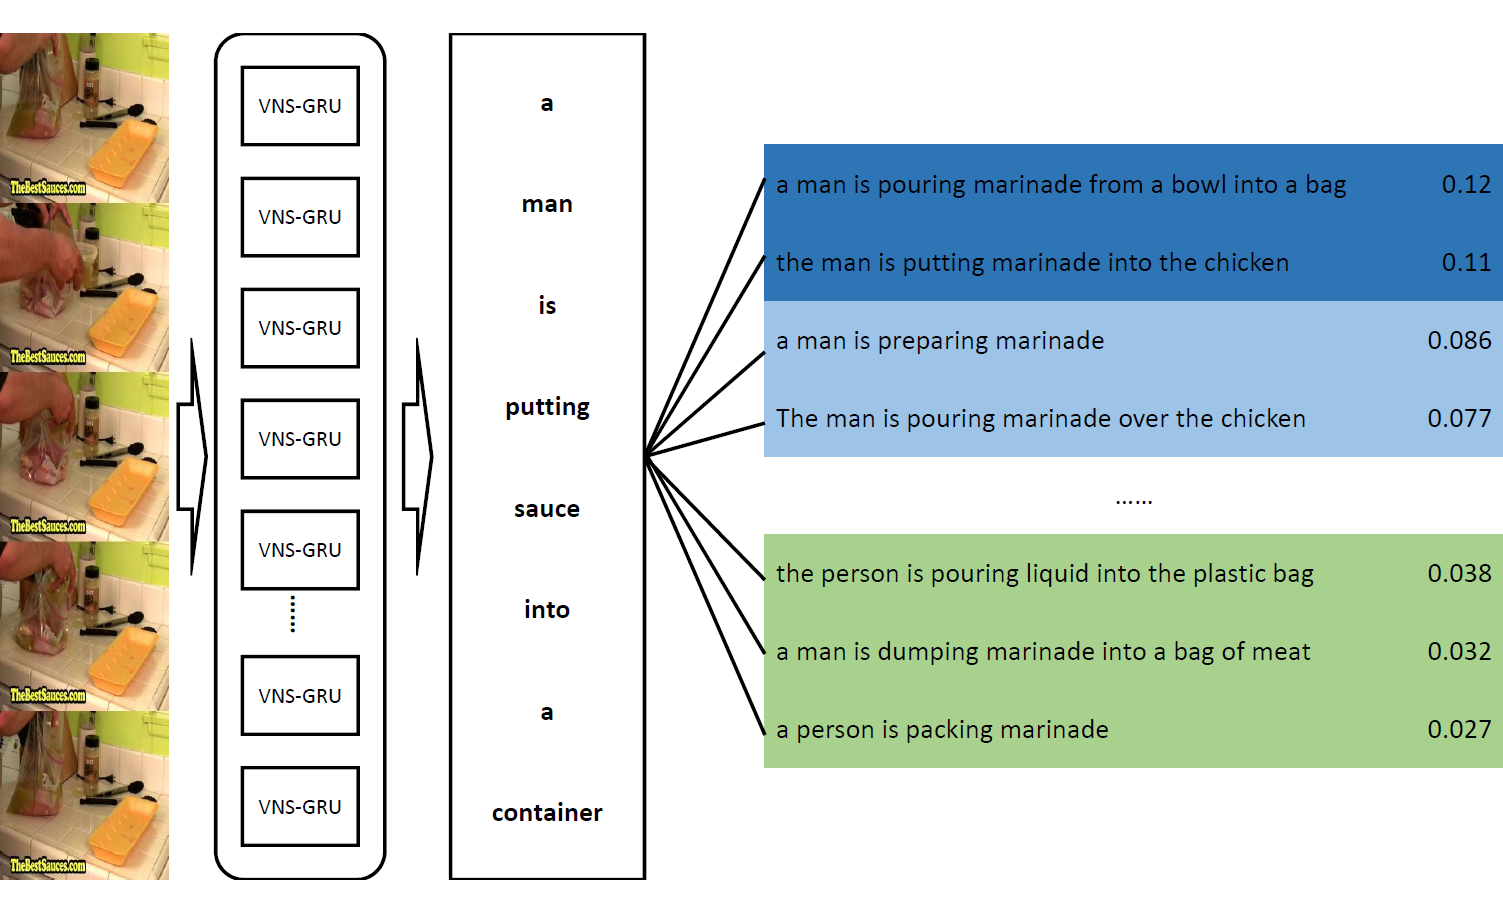 TheBestSauces.com
TheBestSauces.com
TheBestSauces.com
TheBestSauces.com
TheBestSauces.com
VNS-GRU
VNS-GRU
VNS-GRU
VNS-GRU
VNS-GRU
VNS-GRU
VNS-GRU
a
man
is
putting
sauce
into
a
container
a man is pouring marinade from a bowl into a bag 0.12
the man is putting marinade into the chicken 0.11
a man is preparing marinade 0.086
The man is pouring marinade over the chicken 0.077
......
the person is pouring liquid into the plastic bag 0.038
a man is dumping marinade into a bag of meat 0.032
a person is packing marinade 0.027